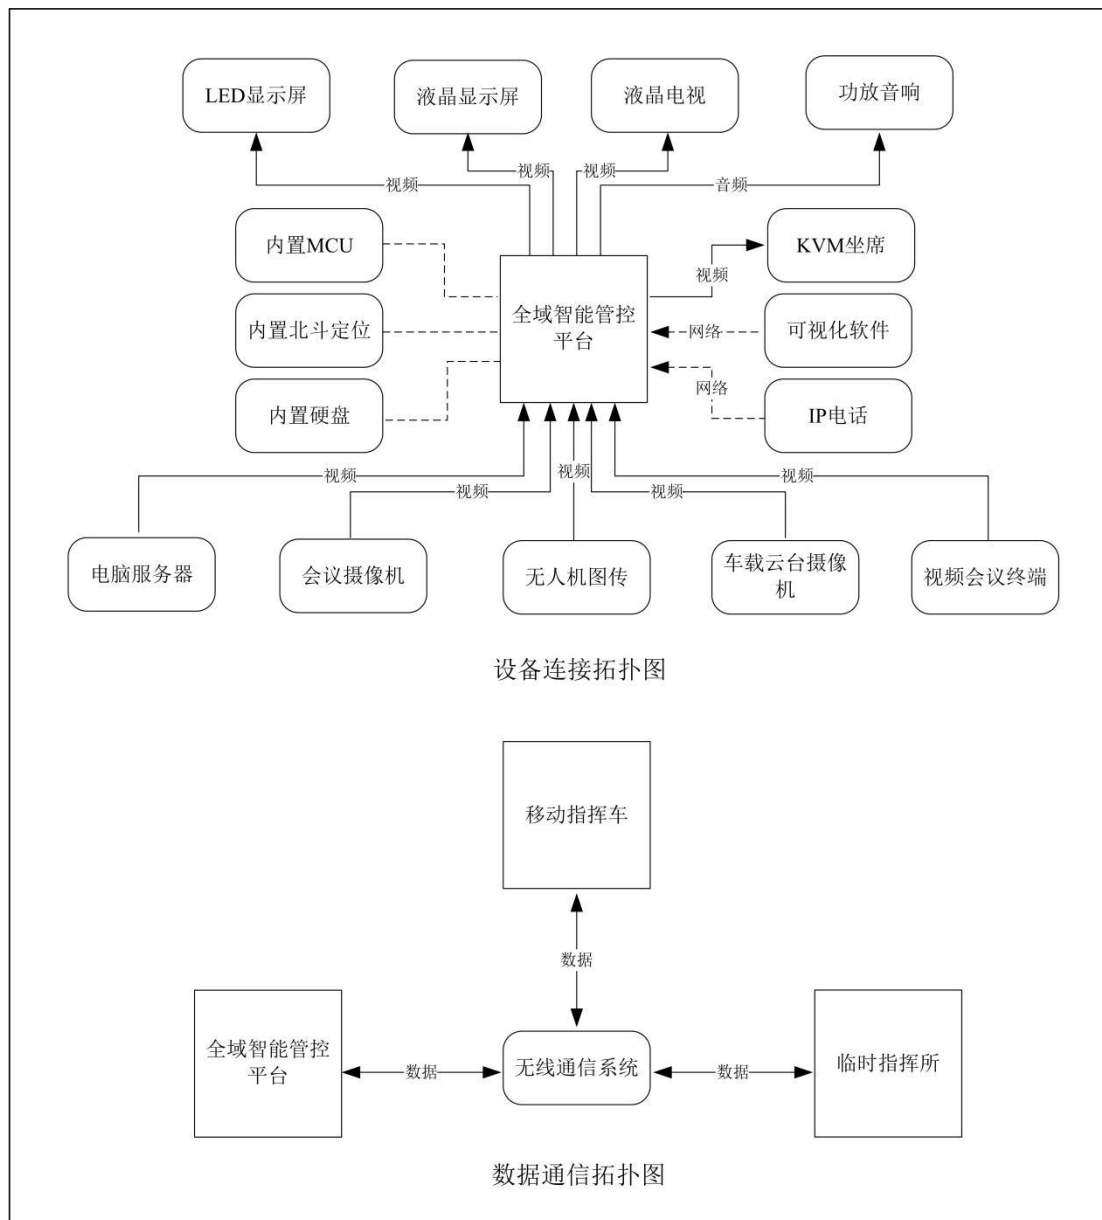 LED显示屏
液晶显示屏
液晶电视
功放音响
视频
视频
视频
音频
内置MCU
KVM坐席
视频
全域智能管控
平台
内置北斗定位
网络
可视化软件
内置硬盘
网络
IP电话
视频
视频
视频
视频
视频
电脑服务器
会议摄像机
无人机图传
车载云台摄像
机
视频会议终端
设备连接拓扑图
移动指挥车
数据
全域智能管控
平台
数据
无线通信系统
数据
临时指挥所
数据通信拓扑图